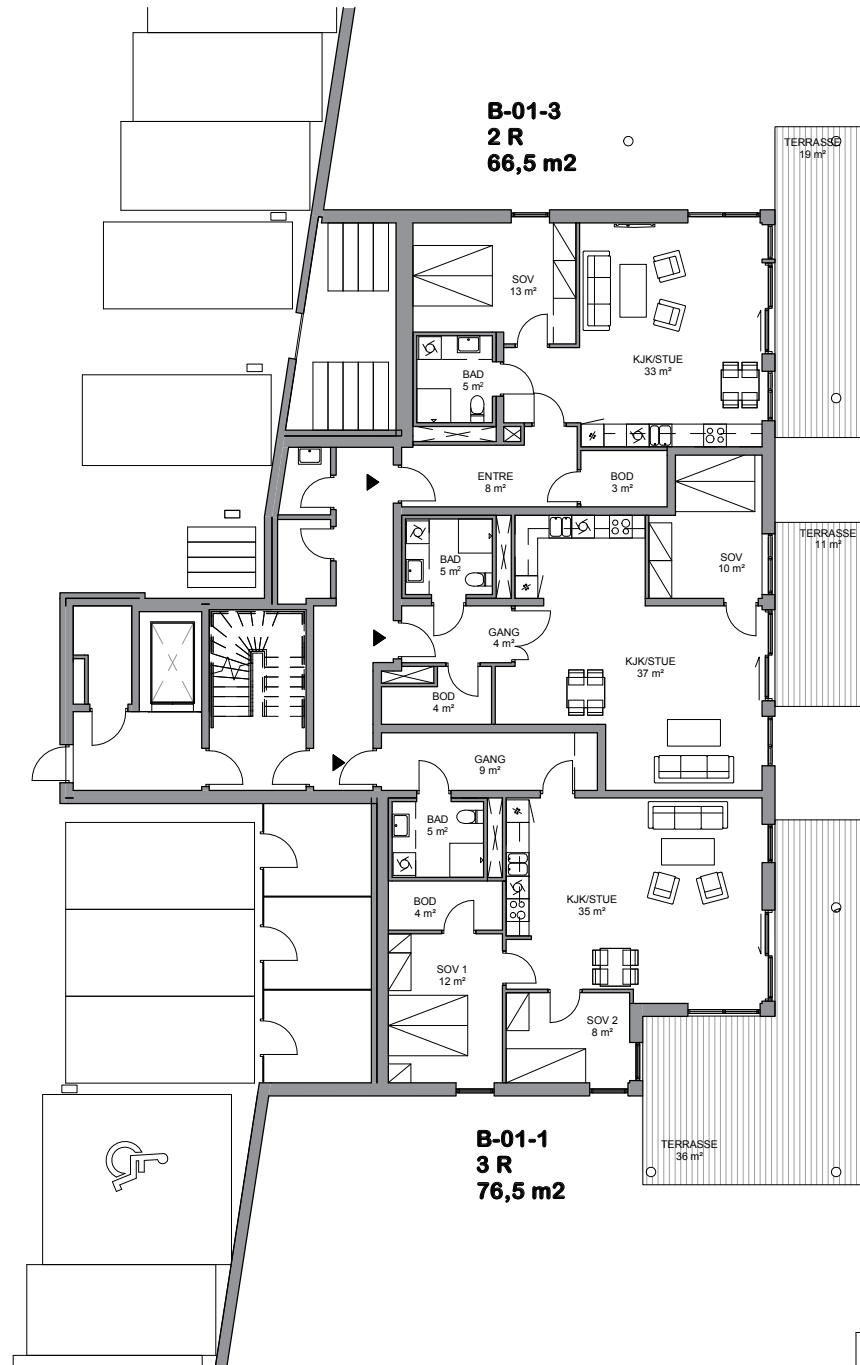 B-01-3
2 R
66,5 m2
TERRASSE
19 m²
SOV
13 m²
KJK/STUE
33 m²
BAD
5 m²
ENTRE
8 m²
BOD
3 m²
SOV
10 m²
TERRASSE
11 m²
BAD
5 m²
GANG
4 m²
KJK/STUE
37 m²
BOD
4 m²
GANG
9 m²
BAD
5 m²
BOD
4 m²
KJK/STUE
35 m²
SOV 1
12 m²
SOV 2
8 m²
B-01-1
3 R
76,5 m2
TERRASSE
36 m²